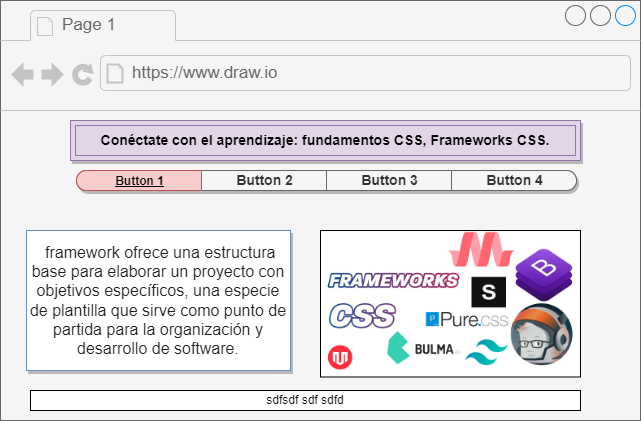 Page 1
https://www.draw.io
Conéctate con el aprendizaje: fundamentos CSS, Frameworks CSS.
Button 1
Button 2
Button 3
Button 4
framework ofrece una estructura
base para elaborar un proyecto con
objetivos específicos, una especie
de plantilla que sirve como punto de
partida para la organización y
desarrollo de software.
FRAMEWORKS
CSS
B
S
Pure.css
BULMA
sdfsdf sdf sdfd